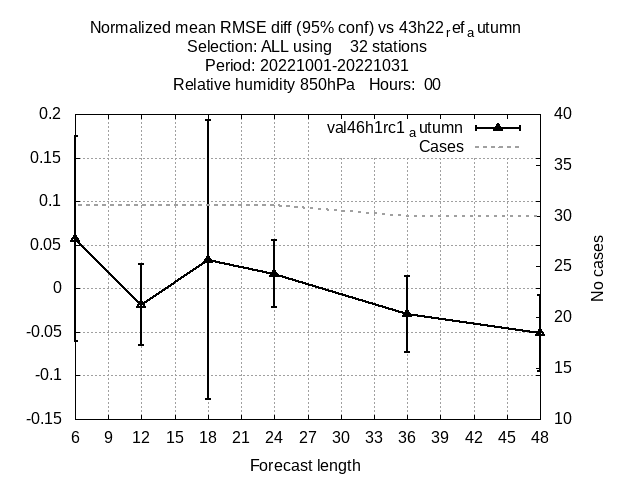 Normalized mean RMSE diff (95% conf) vs 43h22refautumn
Selection: ALL using 32 stations
Period: 20221001-20221031
Relative humidity 850hPa Hours: 00
val46h1rc1autumn
Cases
0.2
0.15
0.1
0.05
0
-0.05
-0.1
-0.15
40
35
30
25
20
15
10
No cases
6 9 12 15 18 21 24 27 30 33 36 39 42 45 48
Forecast length